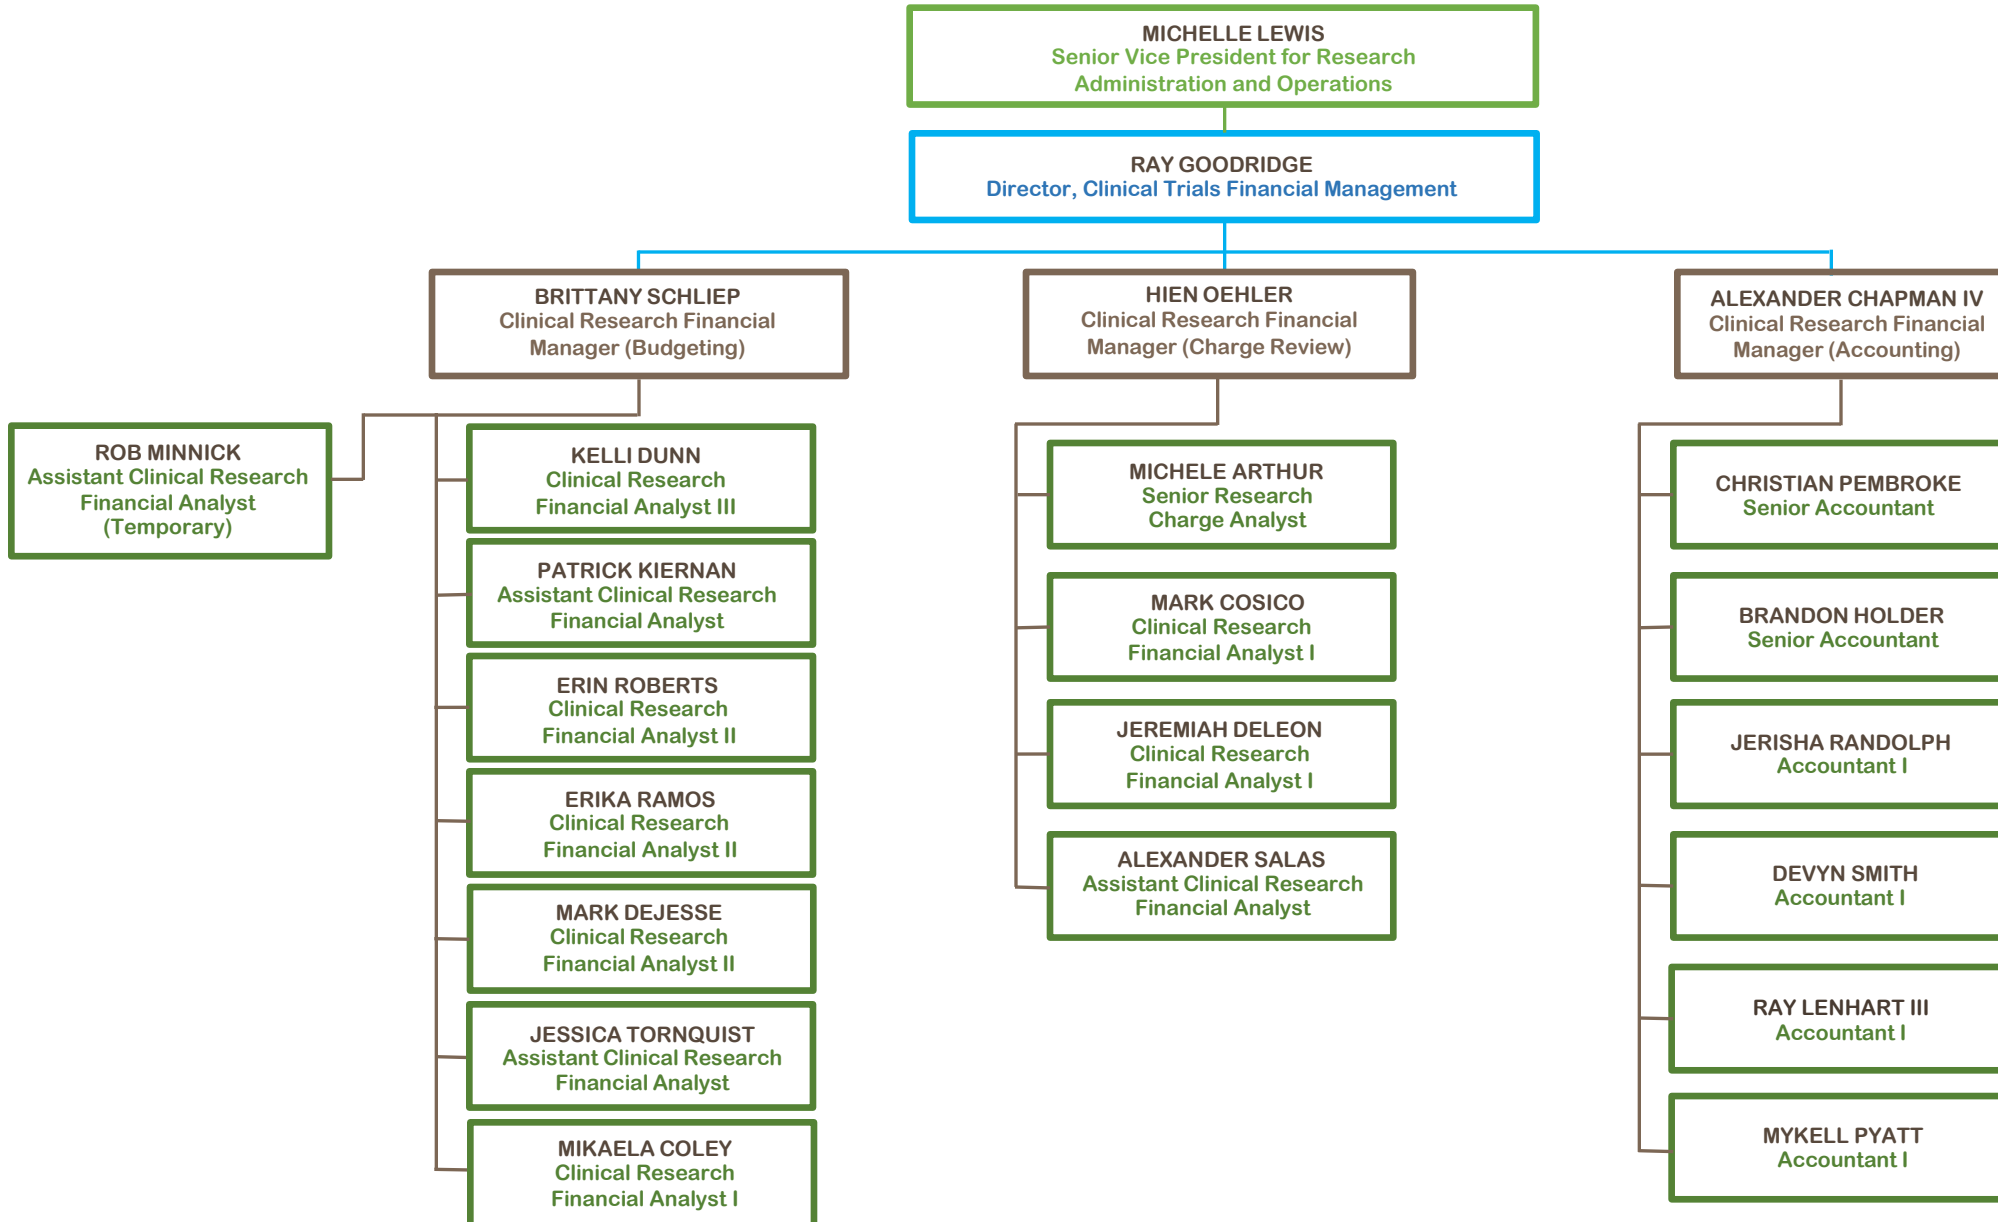 MICHELLE LEWIS
Senior Vice President for Research
Administration and Operations
RAY GOODRIDGE
Director, Clinical Trials Financial Management
BRITTANY SCHLIEP
Clinical Research Financial
Manager (Budgeting)
ROB MINNICK
Assistant Clinical Research
Financial Analyst
(Temporary)
KELLI DUNN
Clinical Research
Financial Analyst III
PATRICK KIERNAN
Assistant Clinical Research
Financial Analyst
ERIN ROBERTS
Clinical Research
Financial Analyst II
ERIKA RAMOS
Clinical Research
Financial Analyst II
MARK DEJESSE
Clinical Research
Financial Analyst II
JESSICA TORNQUIST
Assistant Clinical Research
Financial Analyst
MIKAELA COLEY
Clinical Research
Financial Analyst I
HIEN OEHLER
Clinical Research Financial
Manager (Charge Review)
MICHELE ARTHUR
Senior Research
Charge Analyst
MARK COSICO
Clinical Research
Financial Analyst I
JEREMIAH DELEON
Clinical Research
Financial Analyst I
ALEXANDER SALAS
Assistant Clinical Research
Financial Analyst
ALEXANDER CHAPMAN IV
Clinical Research Financial
Manager (Accounting)
CHRISTIAN PEMBROKE
Senior Accountant
BRANDON HOLDER
Senior Accountant
JERISHA RANDOLPH
Accountant I
DEVYN SMITH
Accountant I
RAY LENHART III
Accountant I
MYKELL PYATT
Accountant I